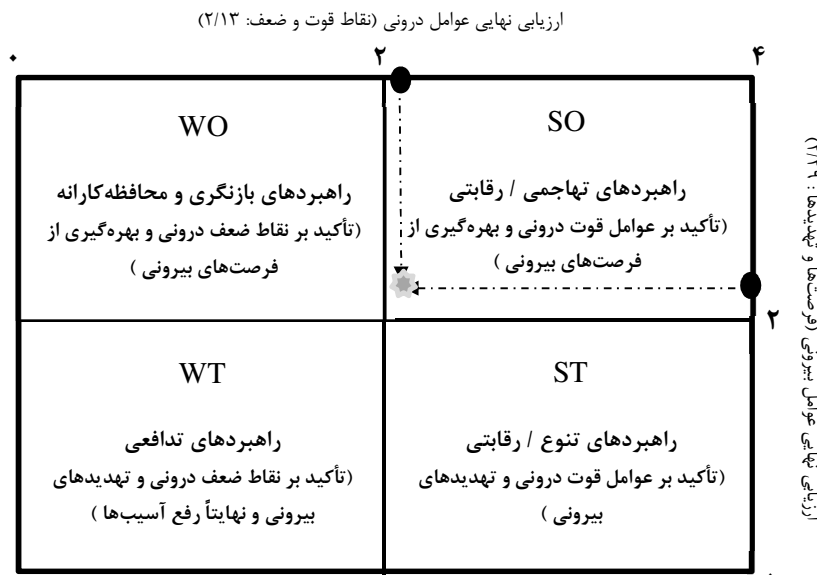 ارزیابی نهایی عوامل درونی (نقاط قوت و ضعف: ۲/۱۳)
۴
۲
۰
SO
راهبردهای تهاجمی / رقابتی
(تأکید بر عوامل قوت درونی و بهره‌گیری از
فرصت‌های بیرونی )
WO
راهبردهای بازنگری و محافظه‌کارانه
(تأکید بر نقاط ضعف درونی و بهره‌گیری از
فرصت‌های بیرونی )
ارزیابی نهایی عوامل بیرونی (فرصت‌ها و تهدیدها : ۲/۲۹)
۲
ST
راهبردهای تنوع / رقابتی
(تأکید بر عوامل قوت درونی و تهدیدهای
بیرونی )
WT
راهبردهای تدافعی
(تأکید بر نقاط ضعف درونی و تهدیدهای
بیرونی و نهایتاً رفع آسیب‌ها )